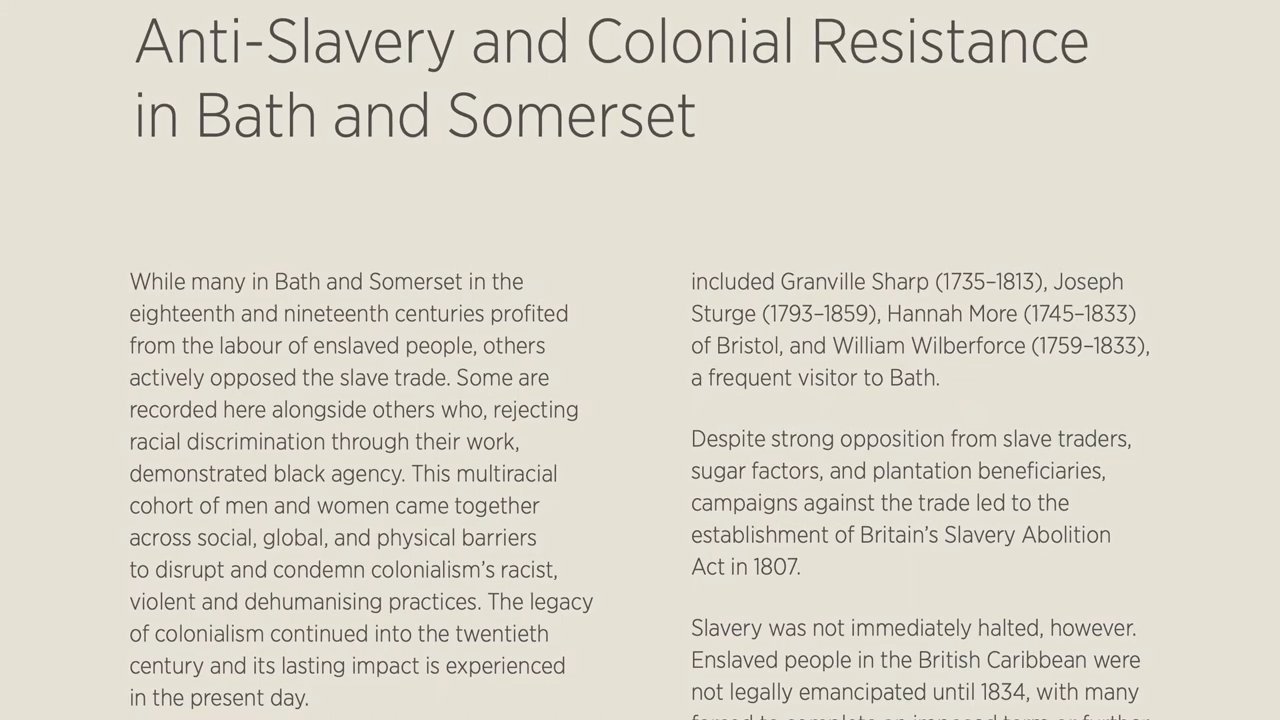 Anti-Slavery and Colonial Resistance
in Bath and Somerset
While many in Bath and Somerset in the
eighteenth and nineteenth centuries profited
from the labour of enslaved people, others
actively opposed the slave trade. Some are
recorded here alongside others who, rejecting
racial discrimination through their work,
demonstrated black agency. This multiracial
cohort of men and women came together
across social, global, and physical barriers
to disrupt and condemn colonialism’s racist,
violent and dehumanising practices. The legacy
of colonialism continued into the twentieth
century and its lasting impact is experienced
in the present day.
included Granville Sharp (1735–1813), Joseph
Sturge (1793–1859), Hannah More (1745–1833)
of Bristol, and William Wilberforce (1759–1833),
a frequent visitor to Bath.
Despite strong opposition from slave traders,
sugar factors, and plantation beneficiaries,
campaigns against the trade led to the
establishment of Britain’s Slavery Abolition
Act in 1807.
Slavery was not immediately halted, however.
Enslaved people in the British Caribbean were
not legally emancipated until 1834, with many